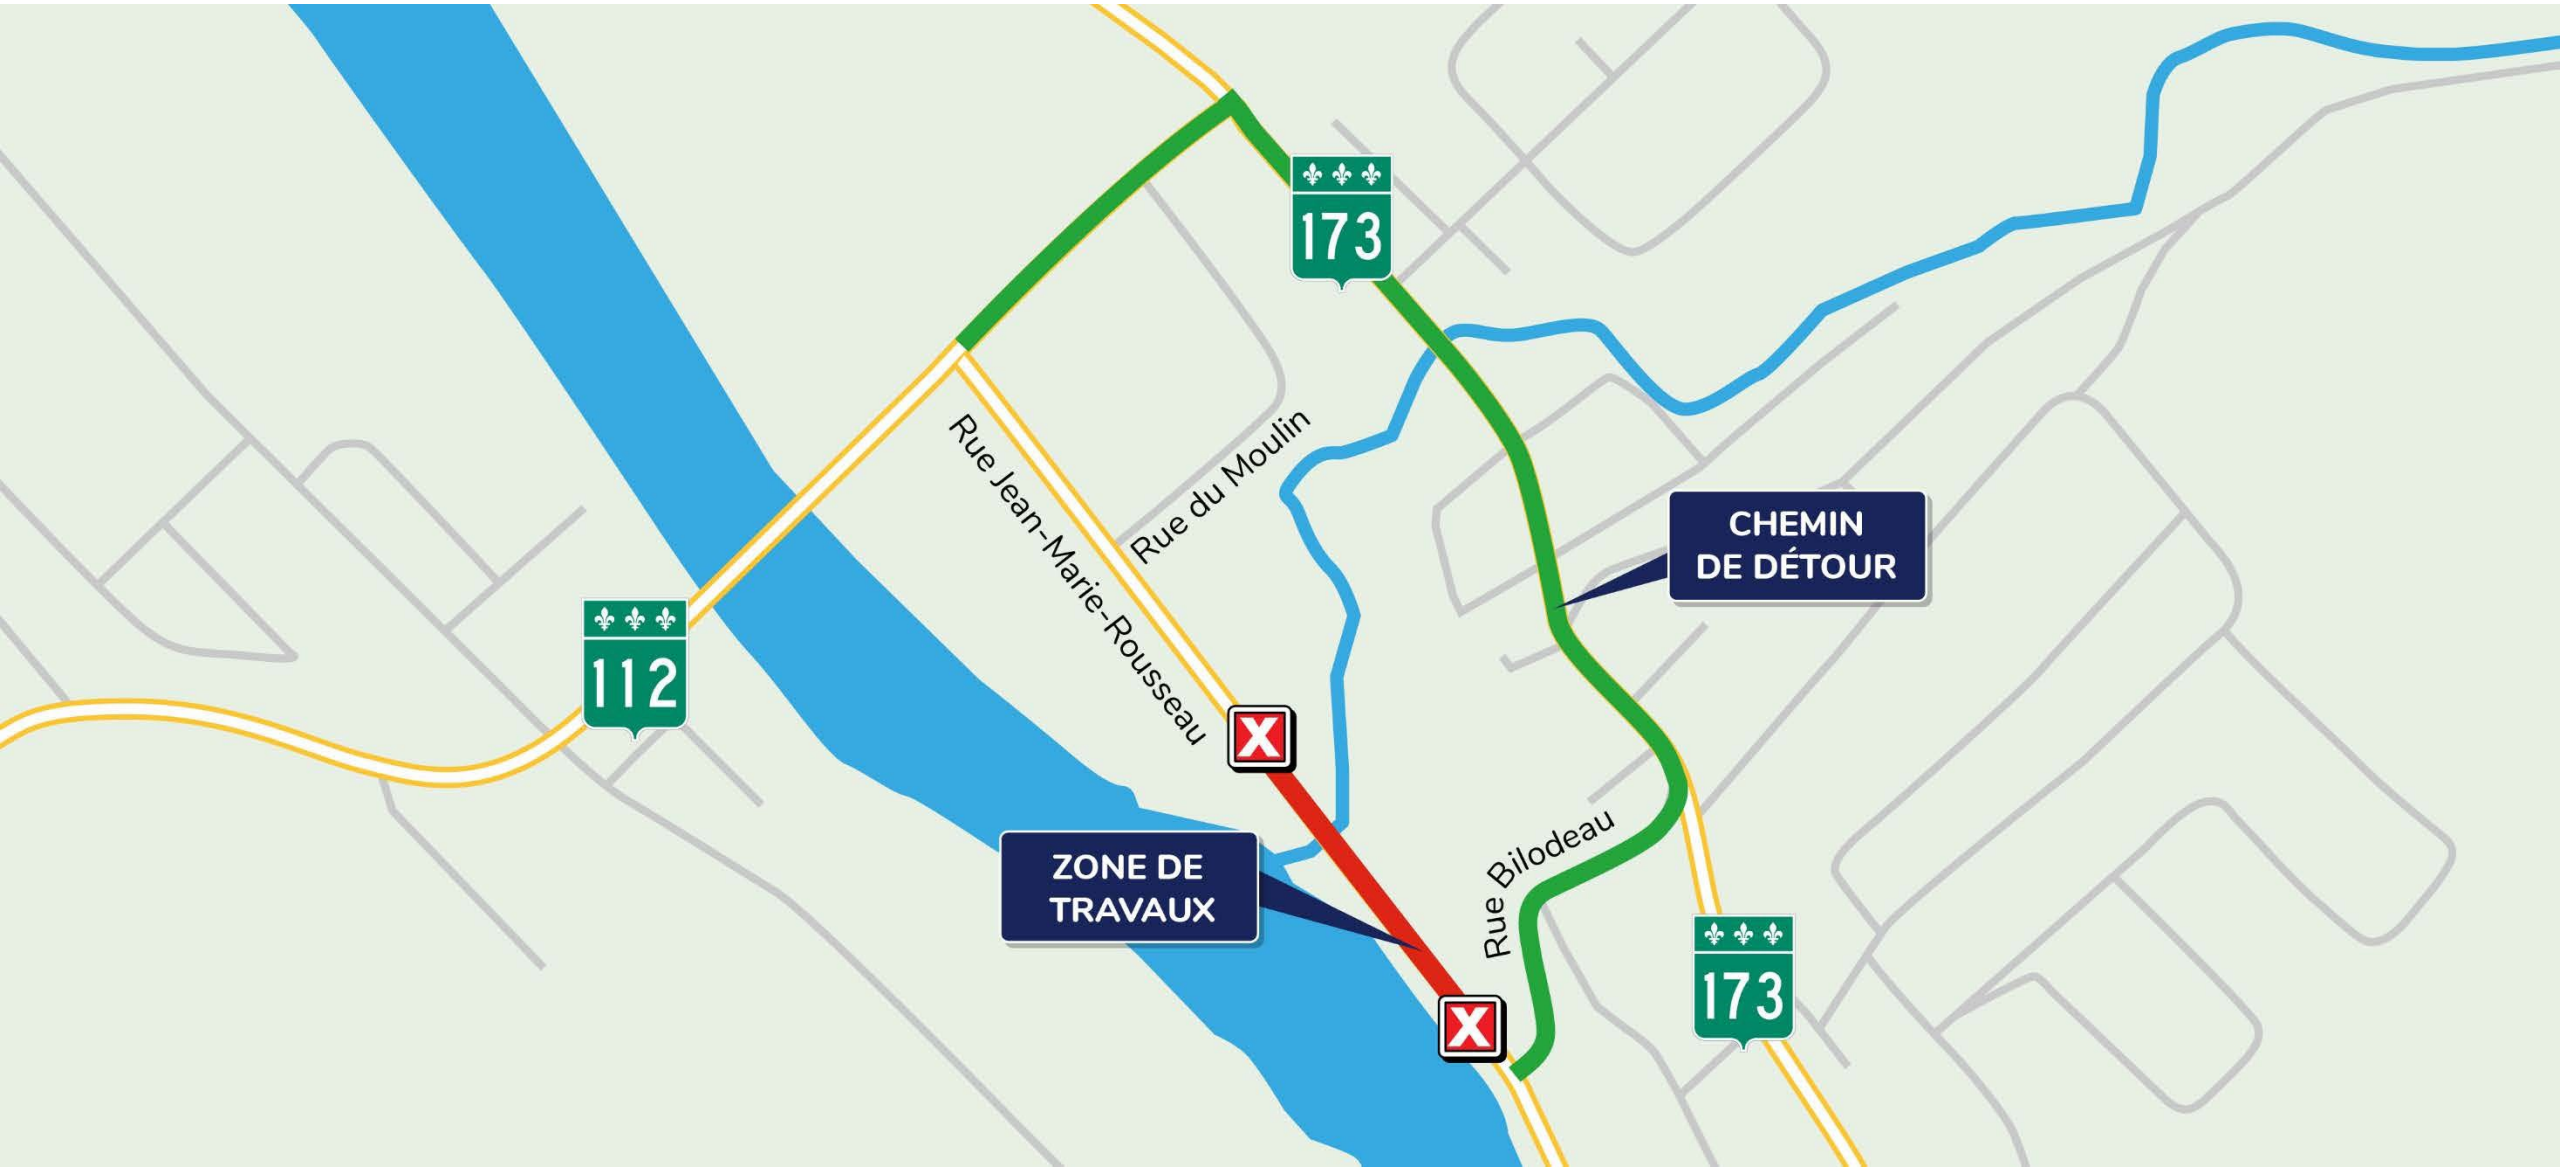 173
Rue Jean-Marie-Rousseau
Rue du Moulin
CHEMIN
DE DÉTOUR
112
X
Rue Bilodeau
ZONE DE
TRAVAUX
173
X